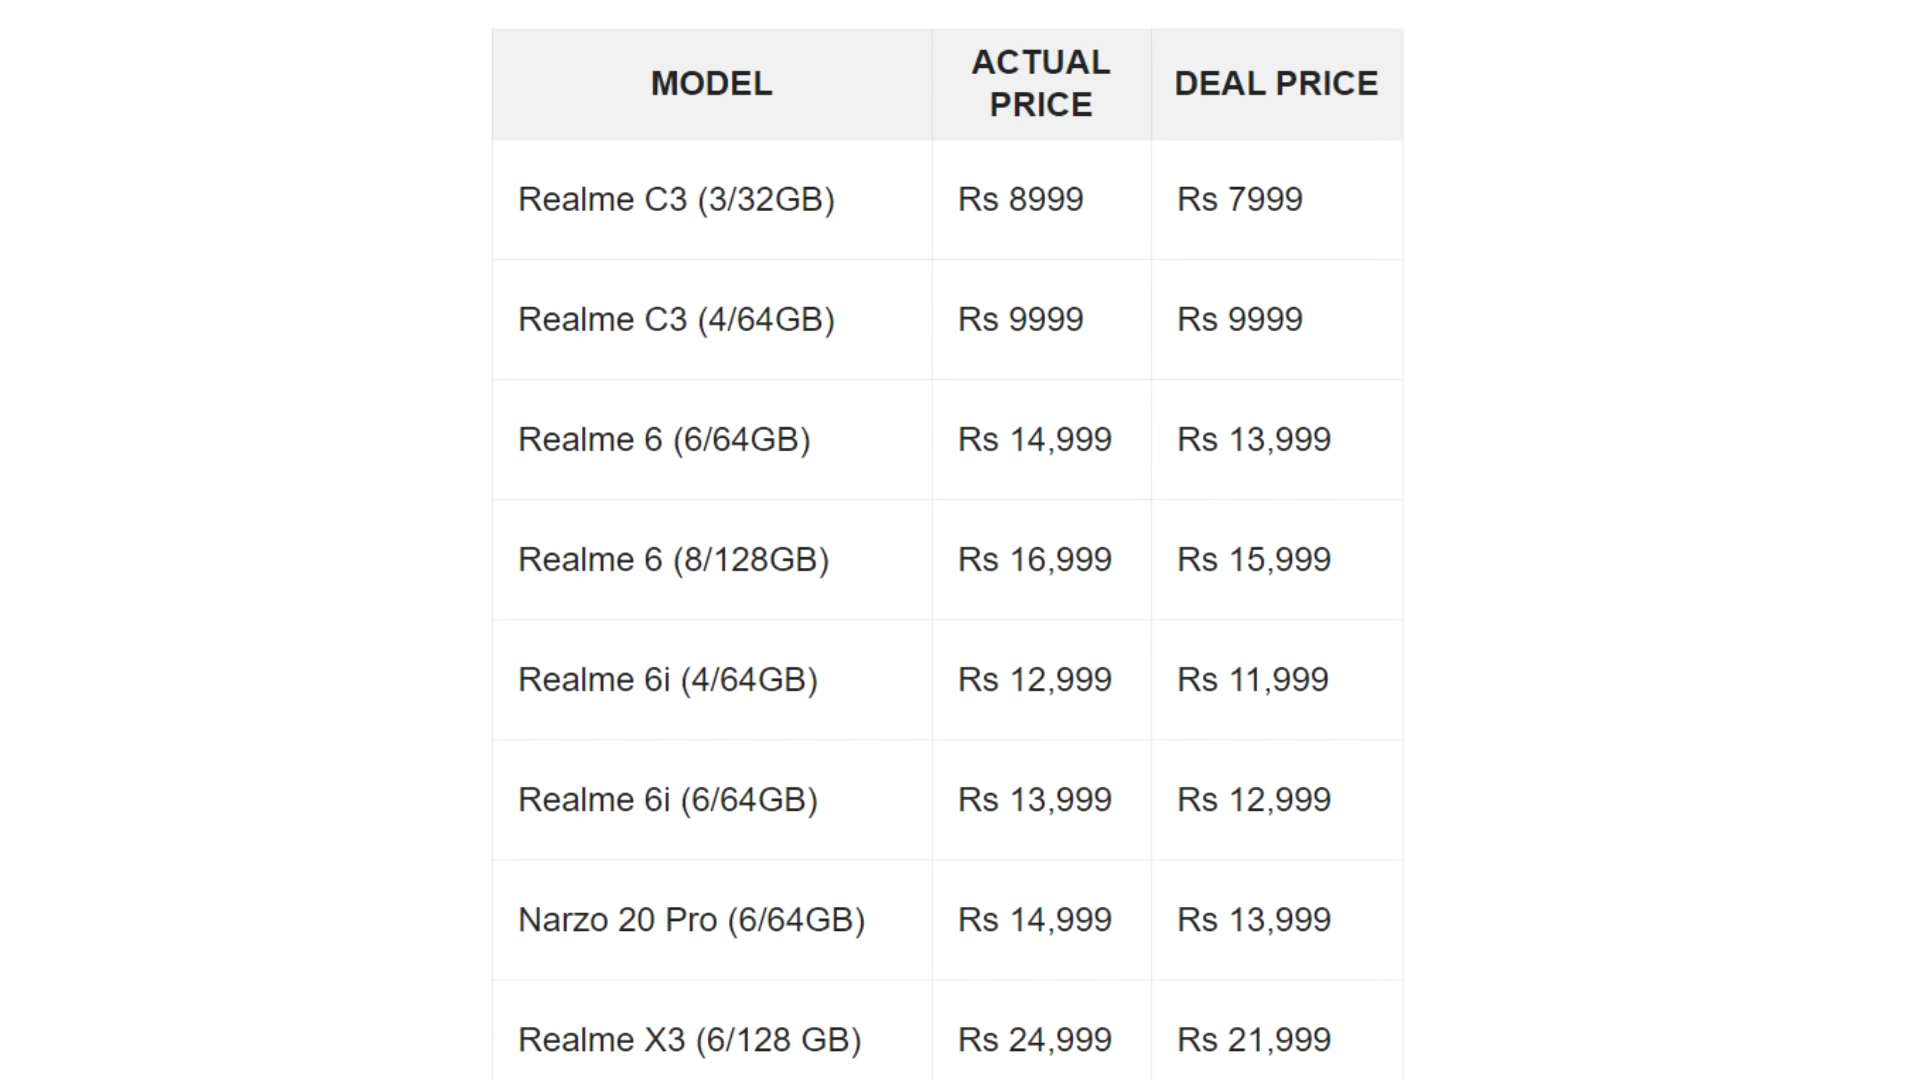 MODEL ACTUAL PRICE DEAL PRICE
Realme C3 (3/32GB) Rs 8999 Rs 7999
Realme C3 (4/64GB) Rs 9999 Rs 9999
Realme 6 (6/64GB) Rs 14,999 Rs 13,999
Realme 6 (8/128GB) Rs 16,999 Rs 15,999
Realme 6i (4/64GB) Rs 12,999 Rs 11,999
Realme 6i (6/64GB) Rs 13,999 Rs 12,999
Narzo 20 Pro (6/64GB) Rs 14,999 Rs 13,999
Realme X3 (6/128 GB) Rs 24,999 Rs 21,999